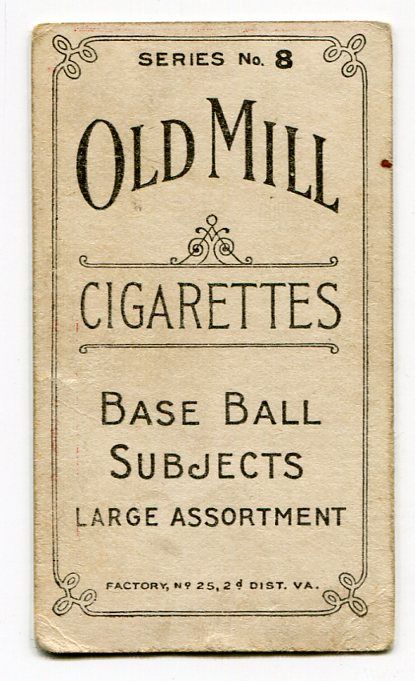 SERIES No. 8
OLD MILL
CIGARETTES
BASE BALL
SUBJECTS
LARGE ASSORTMENT
FACTORY, Nº 25, 2d DIST. VA.